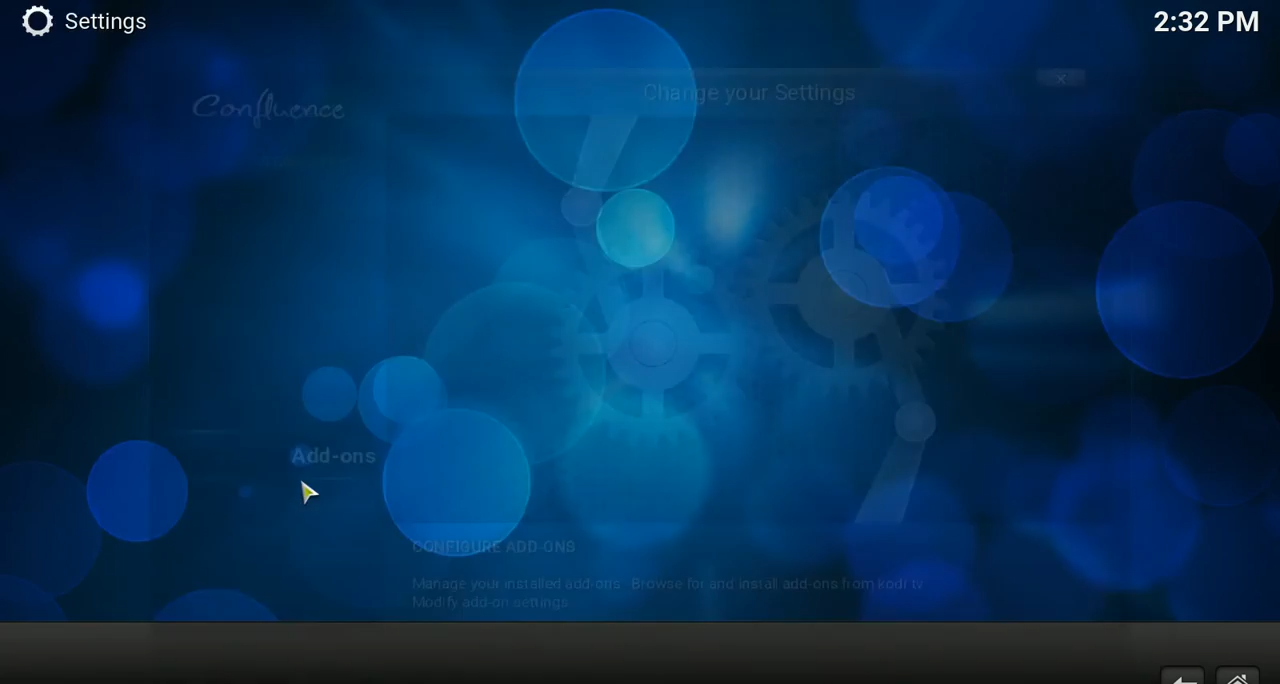 Settings
2:32 PM
Confluence
Change your Settings
Add-ons
CONFIGURE ADD-ONS
Manage your installed add-ons Browse for and install add-ons from kodi tv
Modify add-on settings